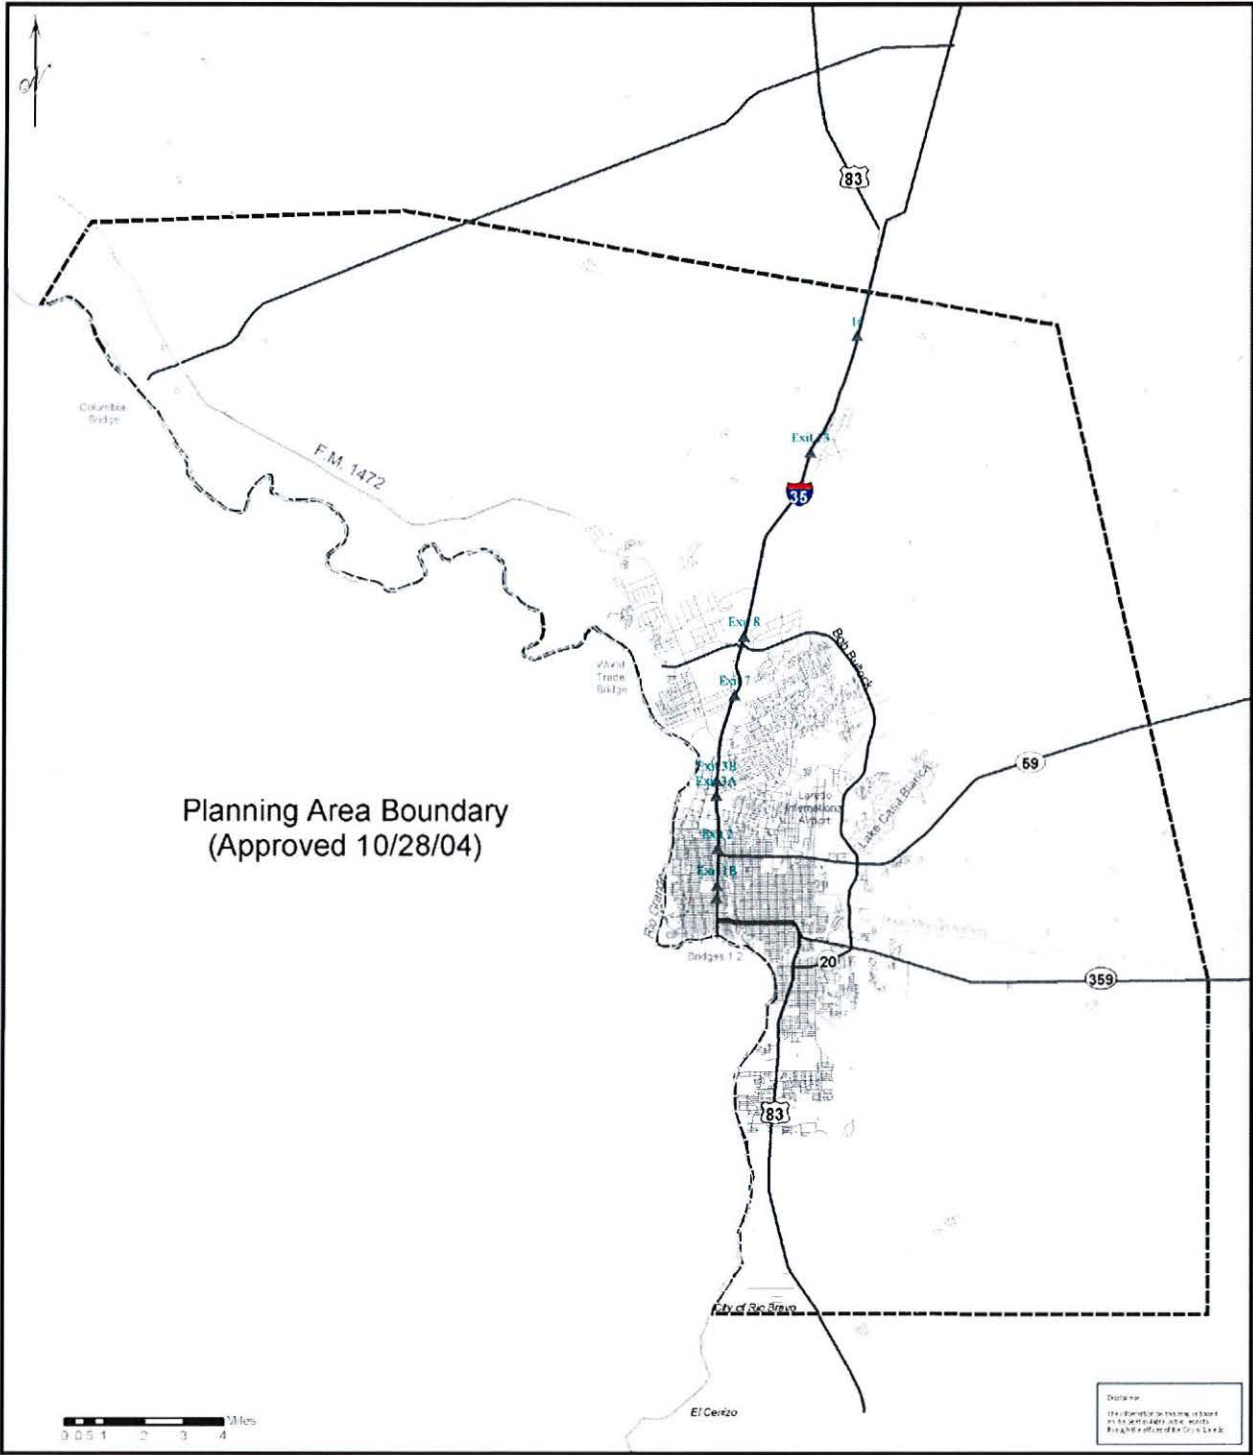 N
83
Columbia
Bridge
F.M. 1472
Exit 13
35
Exit 8
Bob Bullock
World
Trade
Bridge
Exit 7
59
Exit 3B
Exit 3A
Laredo
International
Airport
Lake Casa Blanca
Planning Area Boundary
(Approved 10/28/04)
Exit 2
Exit 1B
Rio Grande
Bridges 1 2
20
359
83
City of Rio Bravo
El Cenizo
Miles
0 0.5 1 2 3 4